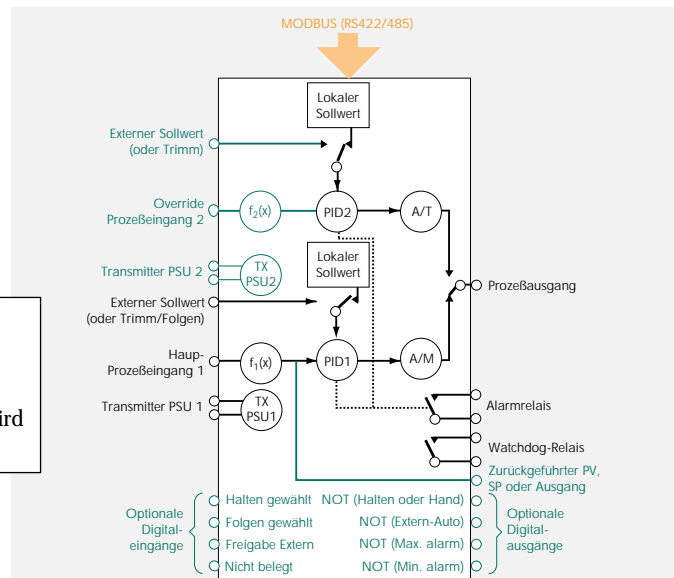 MODBUS (RS422/485)
Lokaler
Sollwert
Externer Sollwert
(oder Trimm)
Override
Prozeßeingang 2
f2(x)
PID2
A/T
Lokaler
Sollwert
Transmitter PSU 2
TX
PSU2
Prozeßausgang
Externer Sollwert
(oder Trimm/Folgen)
Haup-
Prozeßeingang 1
f1(x)
PID1
A/M
Transmitter PSU 1
TX
PSU1
Alarmrelais
ird
Watchdog-Relais
Zurückgeführter PV,
SP oder Ausgang
Optionale
Digital-
eingänge
Halten gewählt
Folgen gewählt
Freigabe Extern
Nicht belegt
NOT (Halten oder Hand)
NOT (Extern-Auto)
NOT (Max. alarm)
NOT (Min. alarm)
Optionale
Digital-
ausgänge